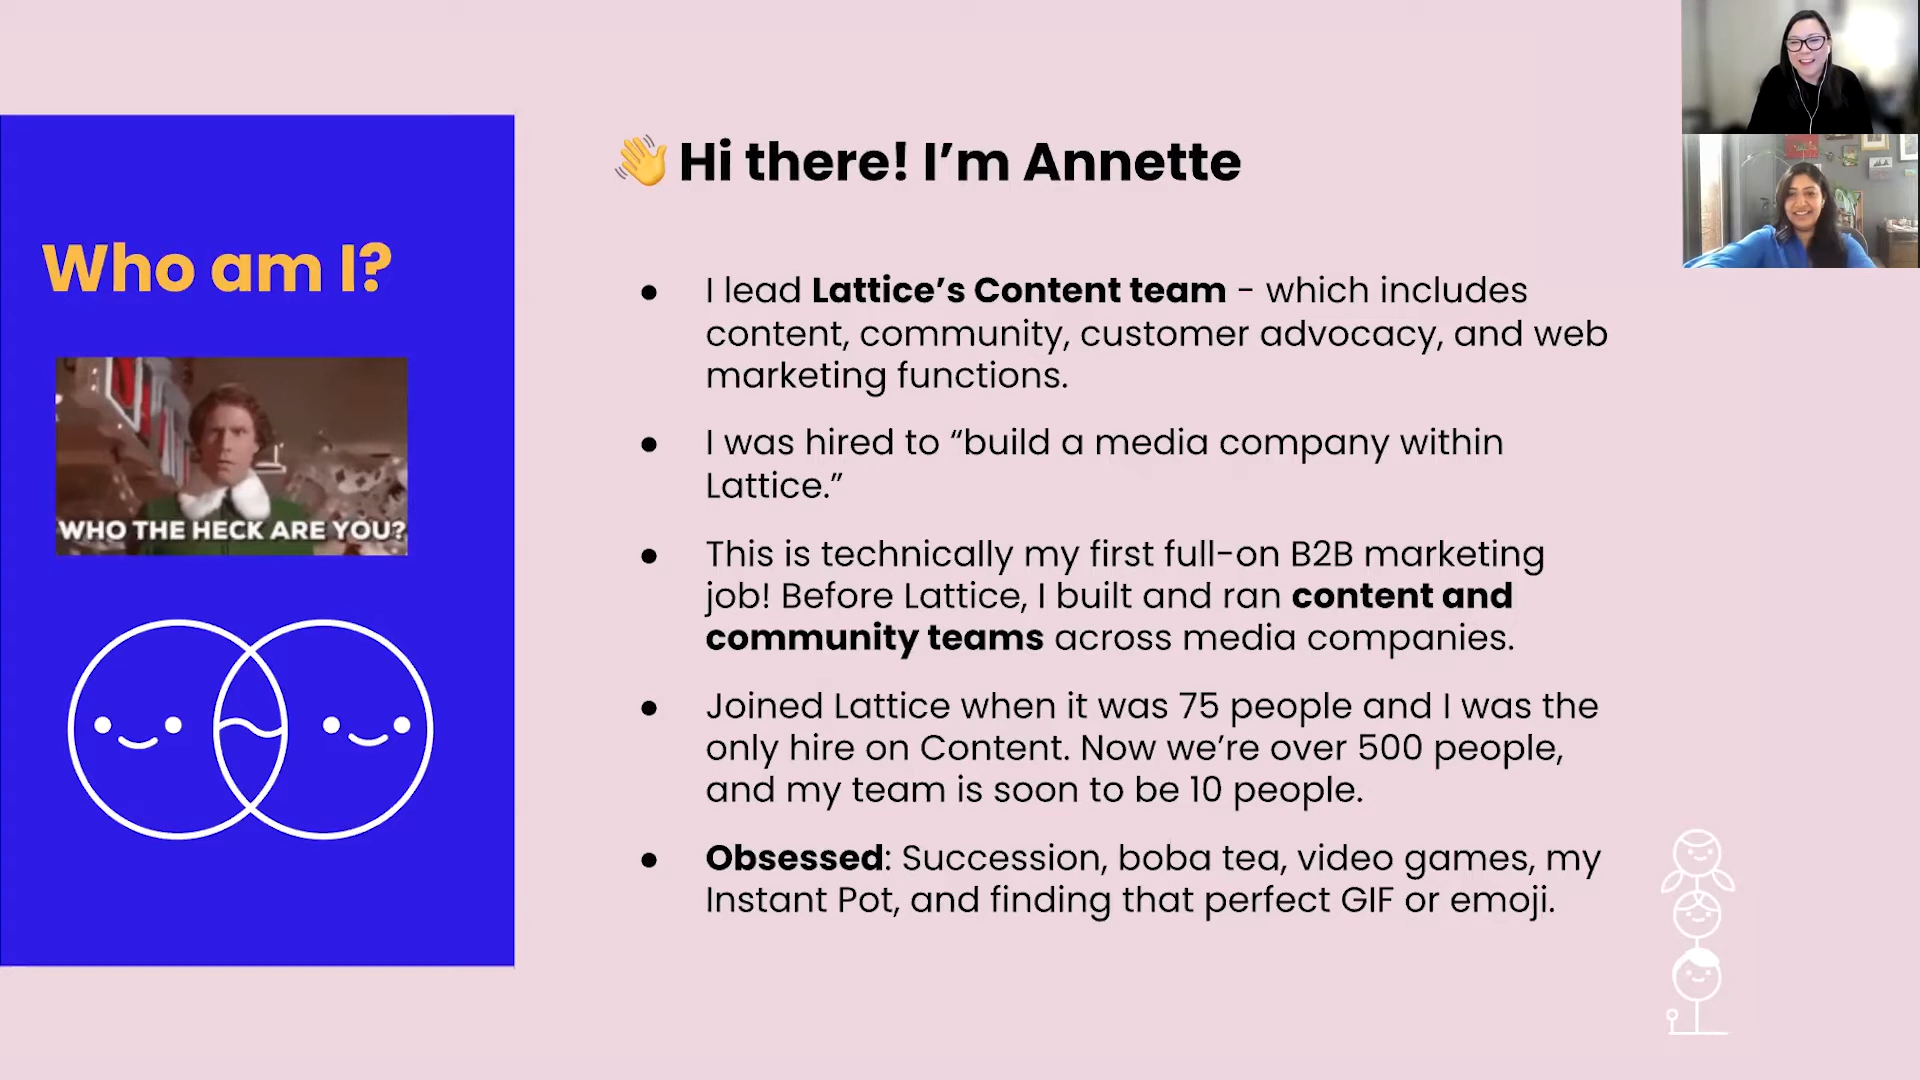 Who am I?
WHO THE HECK ARE YOU?
👋 Hi there! I’m Annette
● I lead Lattice’s Content team - which includes
content, community, customer advocacy, and web
marketing functions.
● I was hired to “build a media company within
Lattice.”
● This is technically my first full-on B2B marketing
job! Before Lattice, I built and ran content and
community teams across media companies.
● Joined Lattice when it was 75 people and I was the
only hire on Content. Now we’re over 500 people,
and my team is soon to be 10 people.
● Obsessed: Succession, boba tea, video games, my
Instant Pot, and finding that perfect GIF or emoji.